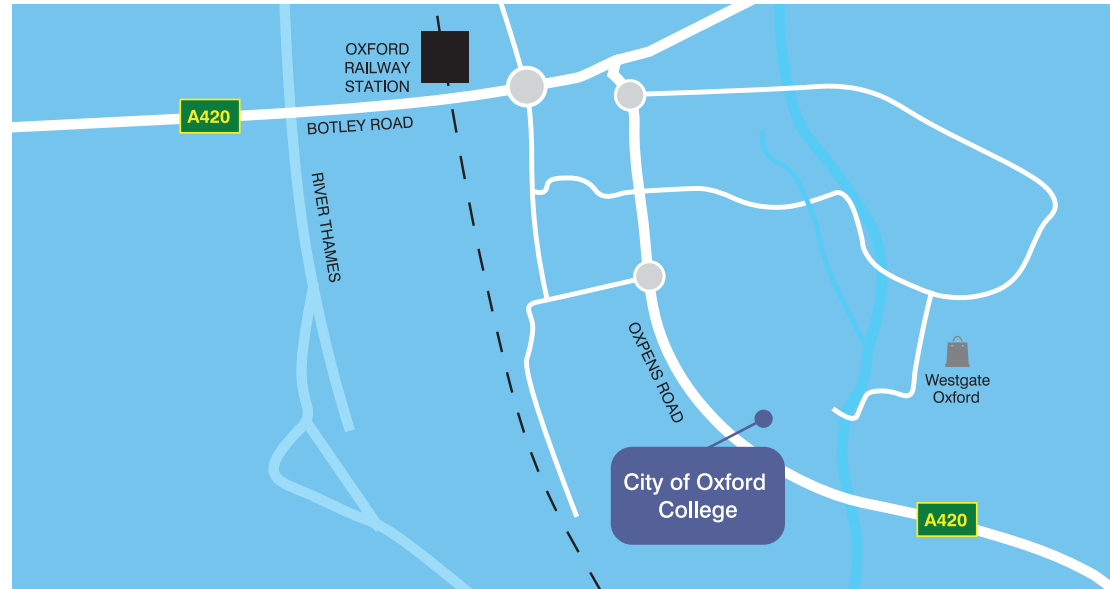 OXFORD
RAILWAY
STATION
A420
BOTLEY ROAD
RIVER THAMES
OXPENS ROAD
Westgate
Oxford
City of Oxford
College
A420